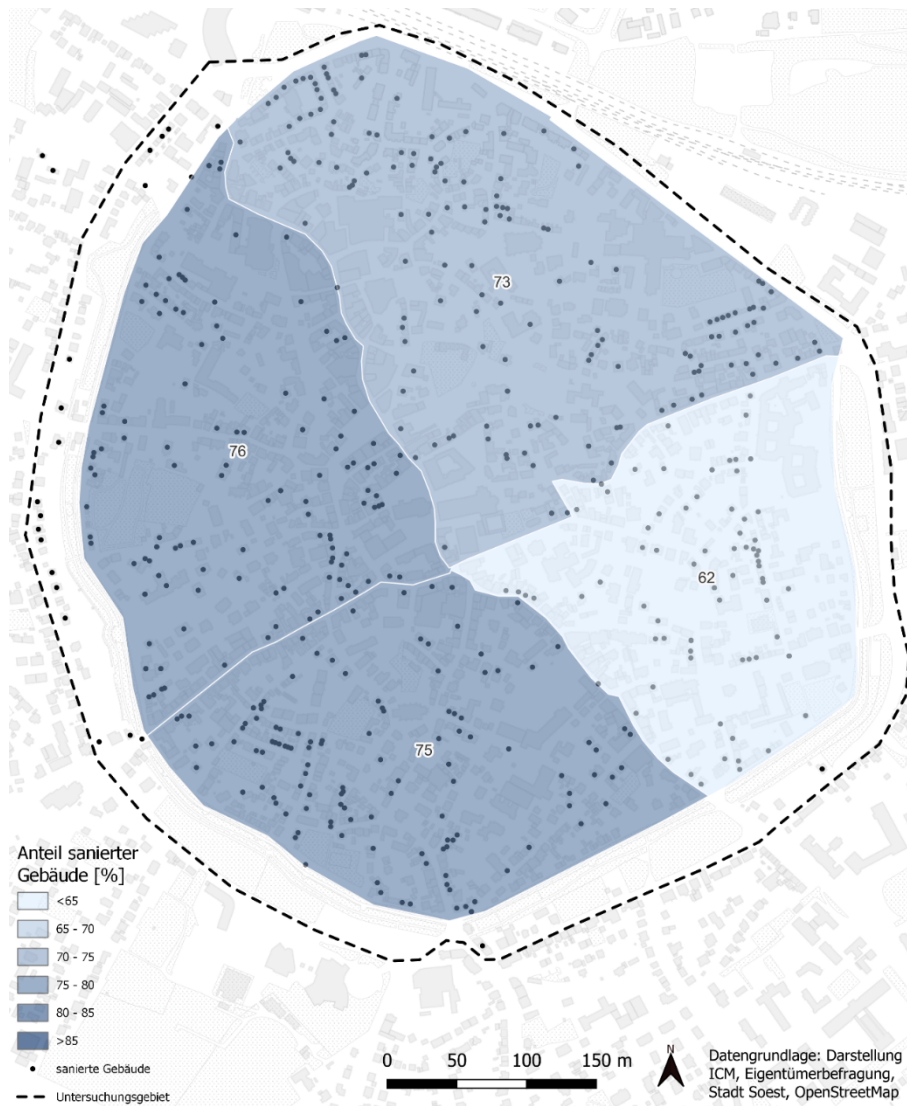 73
76
62
75
Anteil sanierter
Gebäude [%]
<65
65 - 70
70 - 75
75 - 80
80 - 85
>85
sanierte Gebäude
Untersuchungsgebiet
0 50 100 150 m
N
Datengrundlage: Darstellung
ICM, Eigentümerbefragung,
Stadt Soest, OpenStreetMap